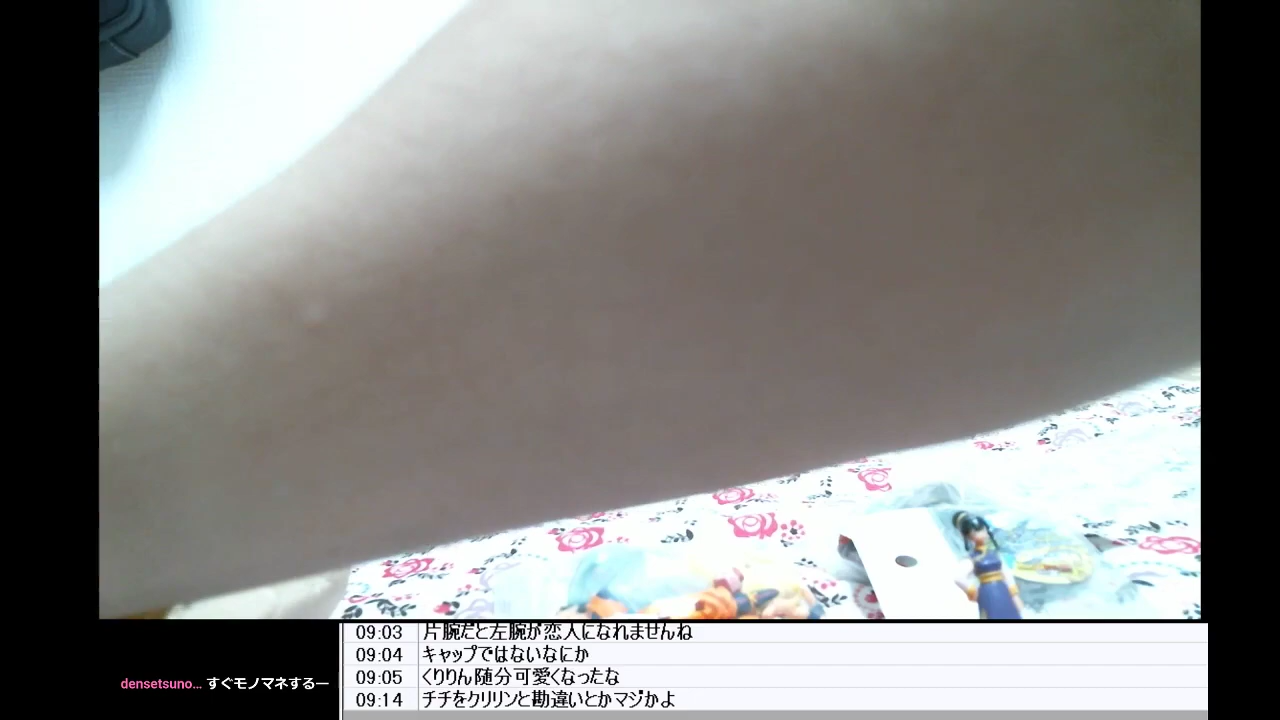 09:03 片腕だと左腕が恋人になれませんね
09:04 キャップではないなにか
09:05 くりりん随分可愛くなったな
densetsuno… すぐモノマネするー
09:14 チチをクリリンと勘違いとかマジかよ